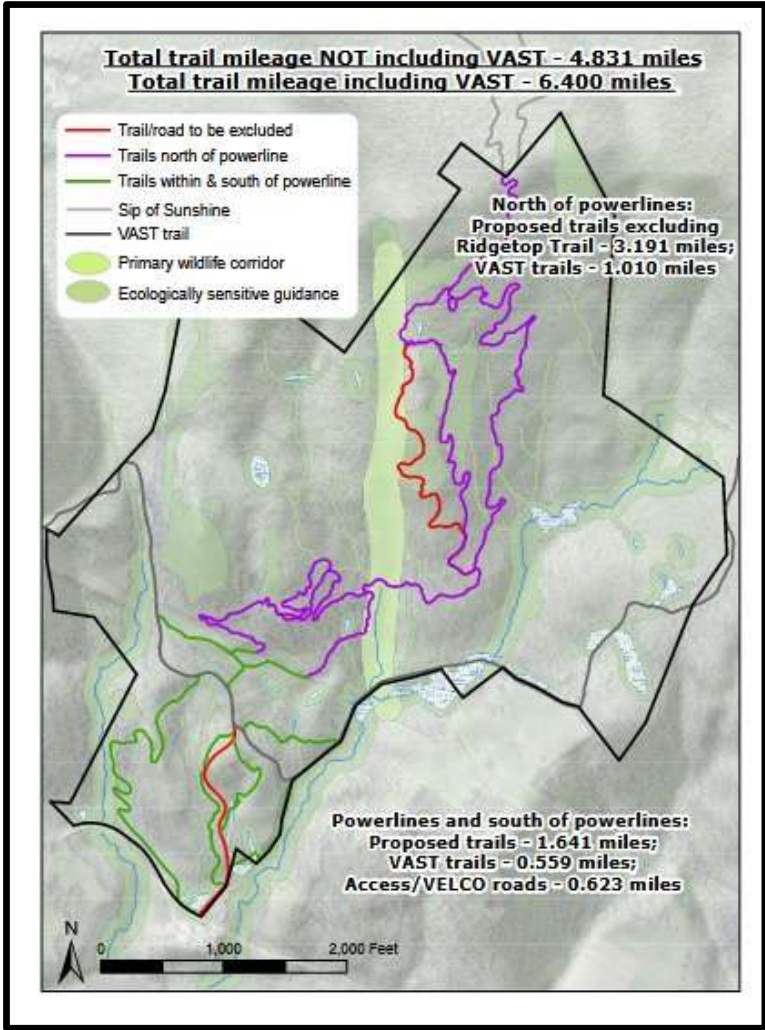 Total trail mileage NOT including VAST - 4.831 miles
Total trail mileage including VAST - 6.400 miles
Trail/road to be excluded
Trails north of powerline
Trails within & south of powerline
Sip of Sunshine
VAST trail
Primary wildlife corridor
Ecologically sensitive guidance
North of powerlines:
Proposed trails excluding
Ridgetop Trail - 3.191 miles;
VAST trails - 1.010 miles
Powerlines and south of powerlines:
Proposed trails - 1.641 miles;
VAST trails - 0.559 miles;
Access/VELCO roads - 0.623 miles
N
0 1,000 2,000 Feet